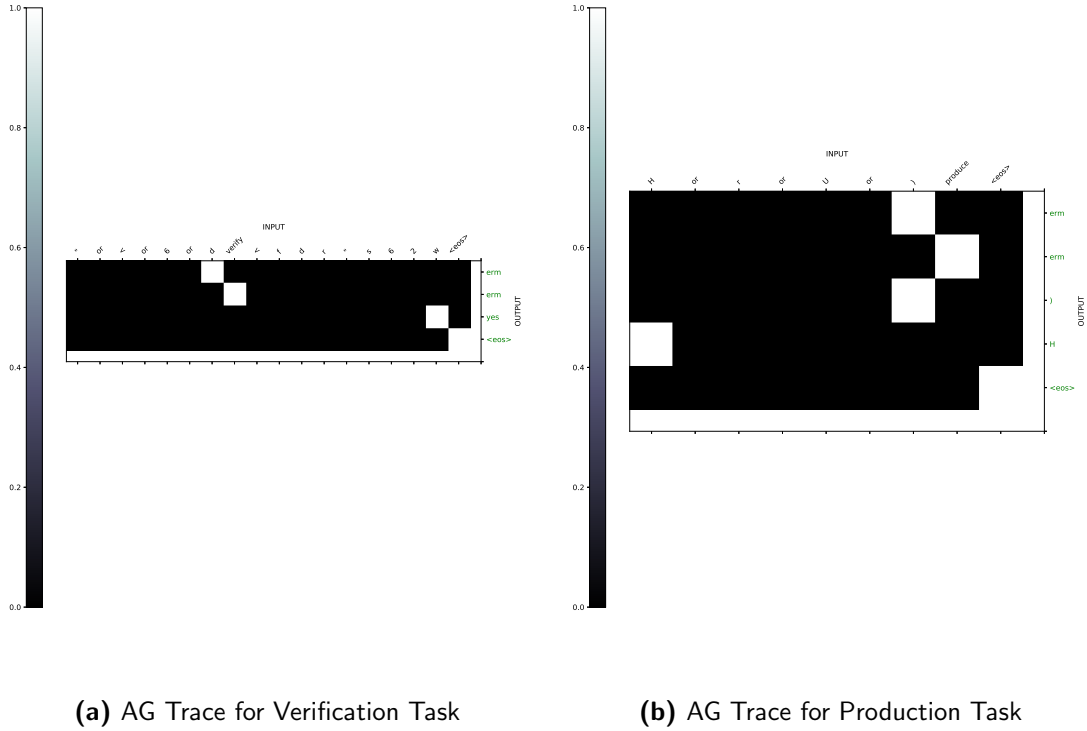 1.0
0.8
0.6
0.4
0.2
0.0
INPUT
" or < or 6 or d verify < f d r " s 6 2 w <eos>
erm
erm
yes
<eos>
OUTPUT
(a) AG Trace for Verification Task
1.0
0.8
0.6
0.4
0.2
0.0
INPUT
H or r or U or ) produce <eos>
erm
erm
)
H
<eos>
OUTPUT
(b) AG Trace for Production Task